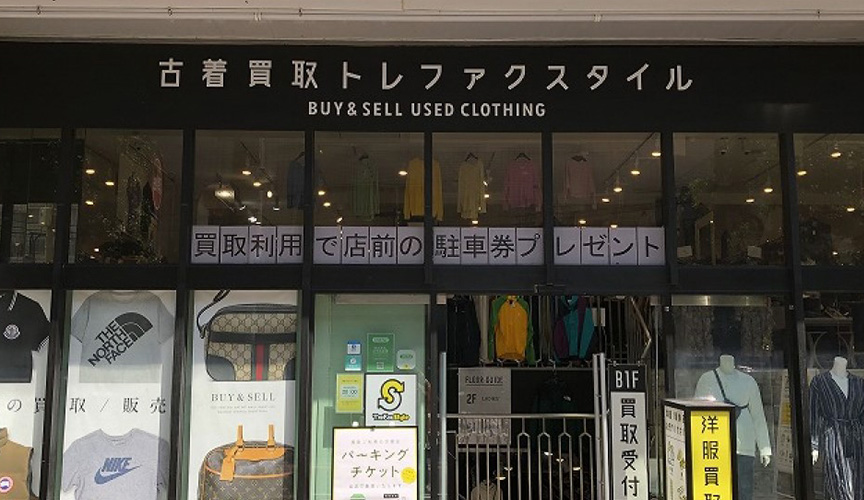 古着買取トレファクスタイル
BUY&SELL USED CLOTHING
買取利用で店前の駐車券プレゼント
THE
NORTH
FACE
の買取/販売
NIKE
BUY & SELL
TreFacStyle
パーキング
チケット
FLOOR GUIDE
2F
B1F
買取受付
洋服買取